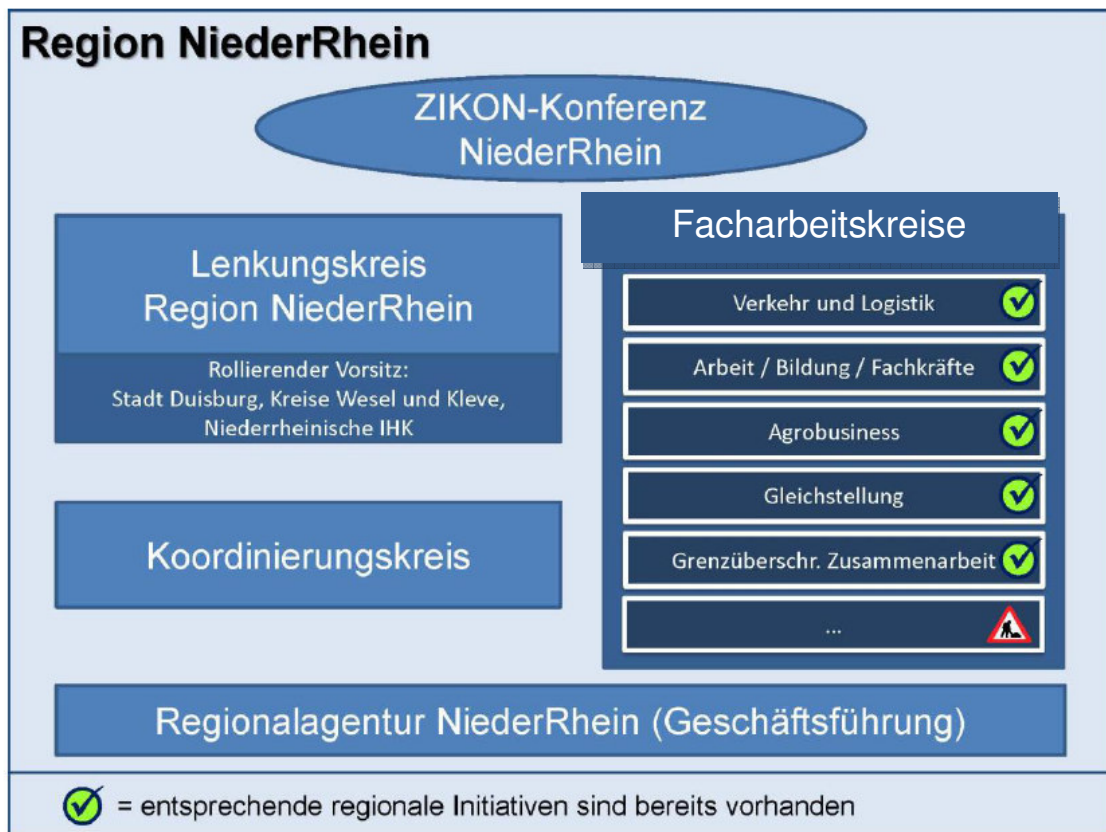 Region NiederRhein
ZIKON-Konferenz
NiederRhein
Lenkungskreis
Region NiederRhein
Rollierender Vorsitz:
Stadt Duisburg, Kreise Wesel und Kleve,
Niederrheinische IHK
Koordinierungskreis
Facharbeitskreise
Verkehr und Logistik
Arbeit / Bildung / Fachkräfte
Agrobusiness
Gleichstellung
Grenzüberschr. Zusammenarbeit
...
Regionalagentur NiederRhein (Geschäftsführung)
= entsprechende regionale Initiativen sind bereits vorhanden